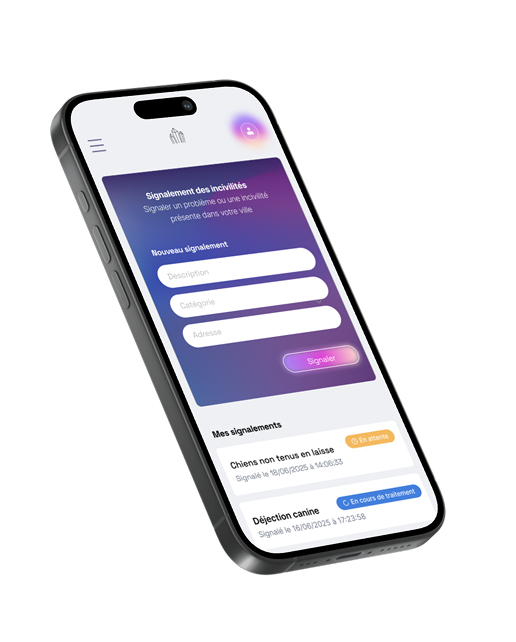 Signalement des incivilités
Signaler un problème ou une incivilité
présente dans votre ville
Nouveau signalement
Description
Catégorie
Adresse
Signaler
Mes signalements
En attente
Chiens non tenus en laisse
Signalé le 18/06/2025 à 14:06:33
En cours de traitement
Déjection canine
Signalé le 16/06/2025 à 17:23:58